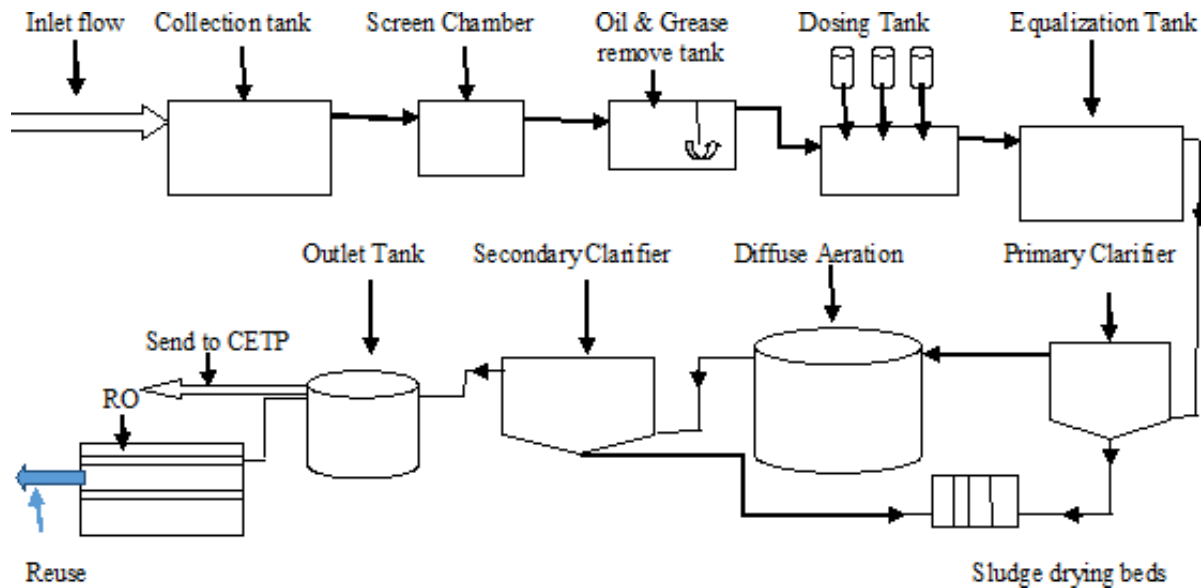 Inlet flow
Collection tank
Screen Chamber
Oil & Grease
remove tank
Dosing Tank
Equalization Tank
Outlet Tank
Secondary Clarifier
Diffuse Aeration
Primary Clarifier
Send to CETP
RO
Reuse
Sludge drying beds